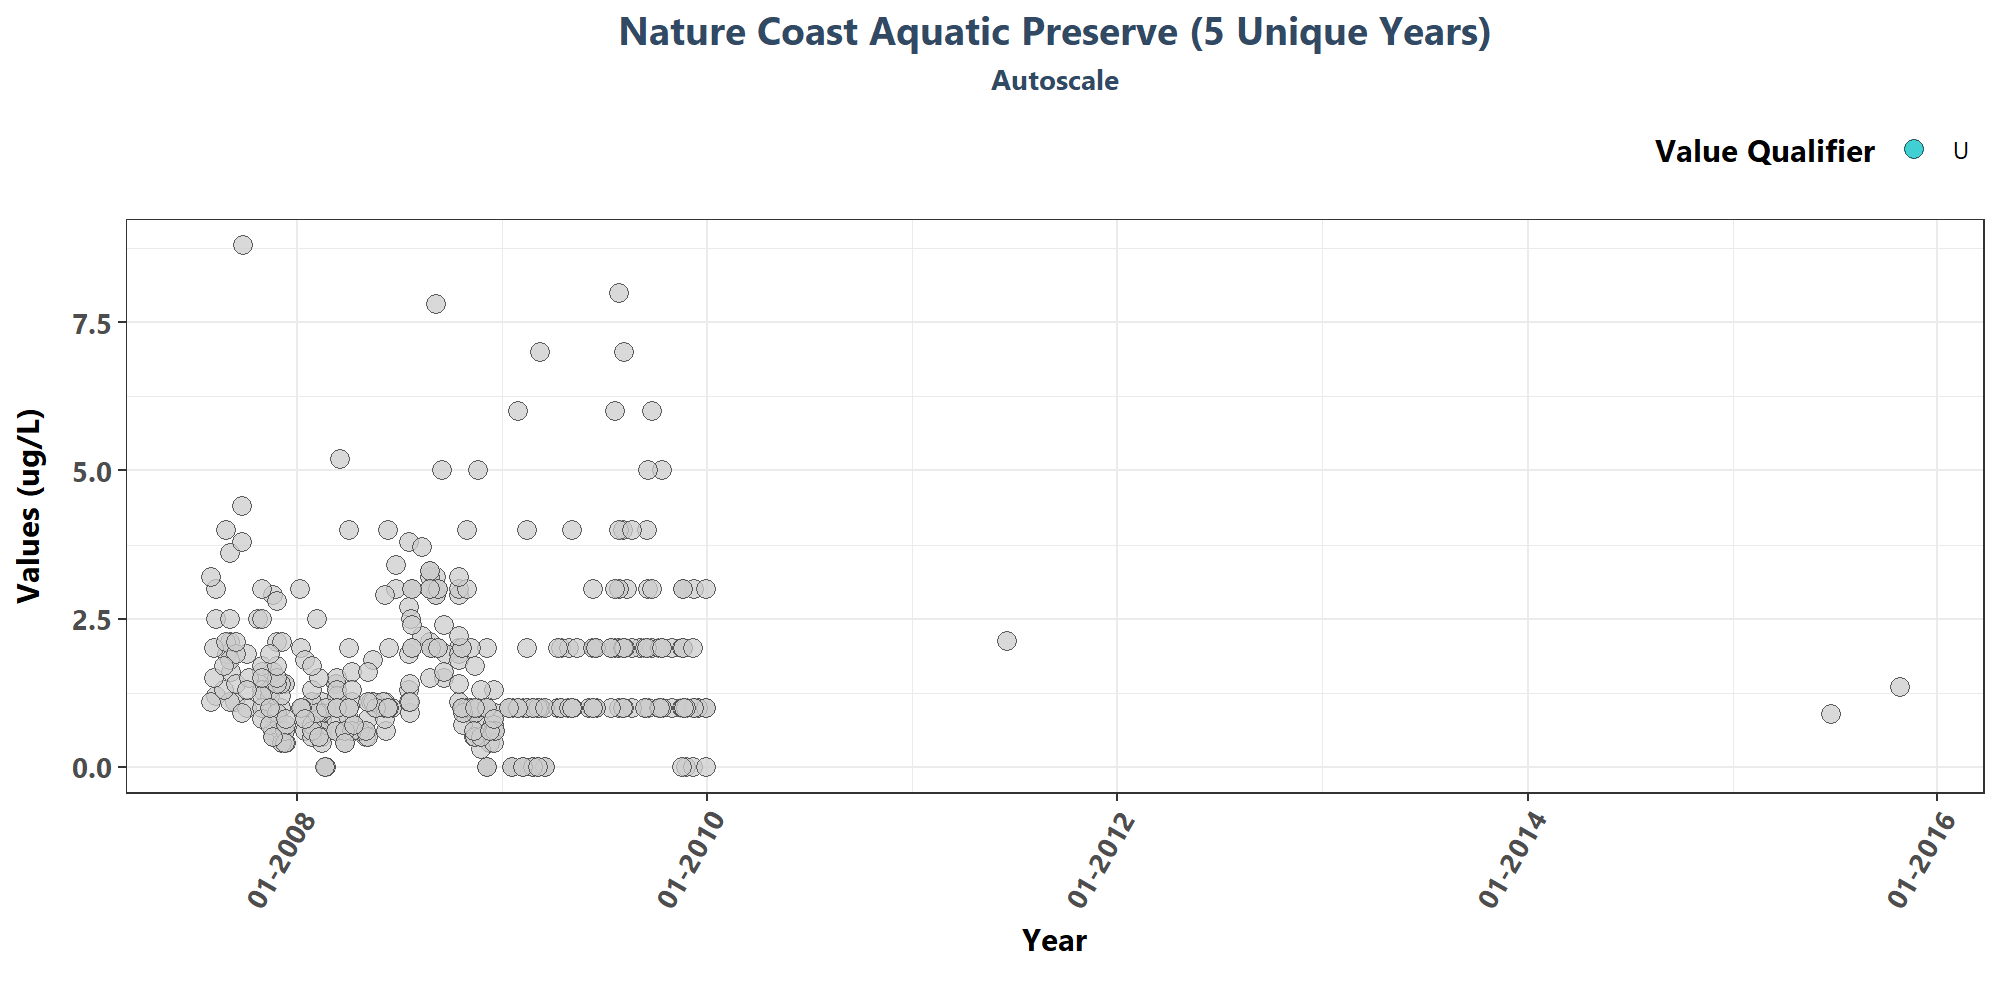 Nature Coast Aquatic Preserve (5 Unique Years)
Autoscale
Value Qualifier U
Values (ug/L)
7.5
5.0
2.5
0.0
01-2008
01-2010
01-2012
01-2014
01-2016
Year